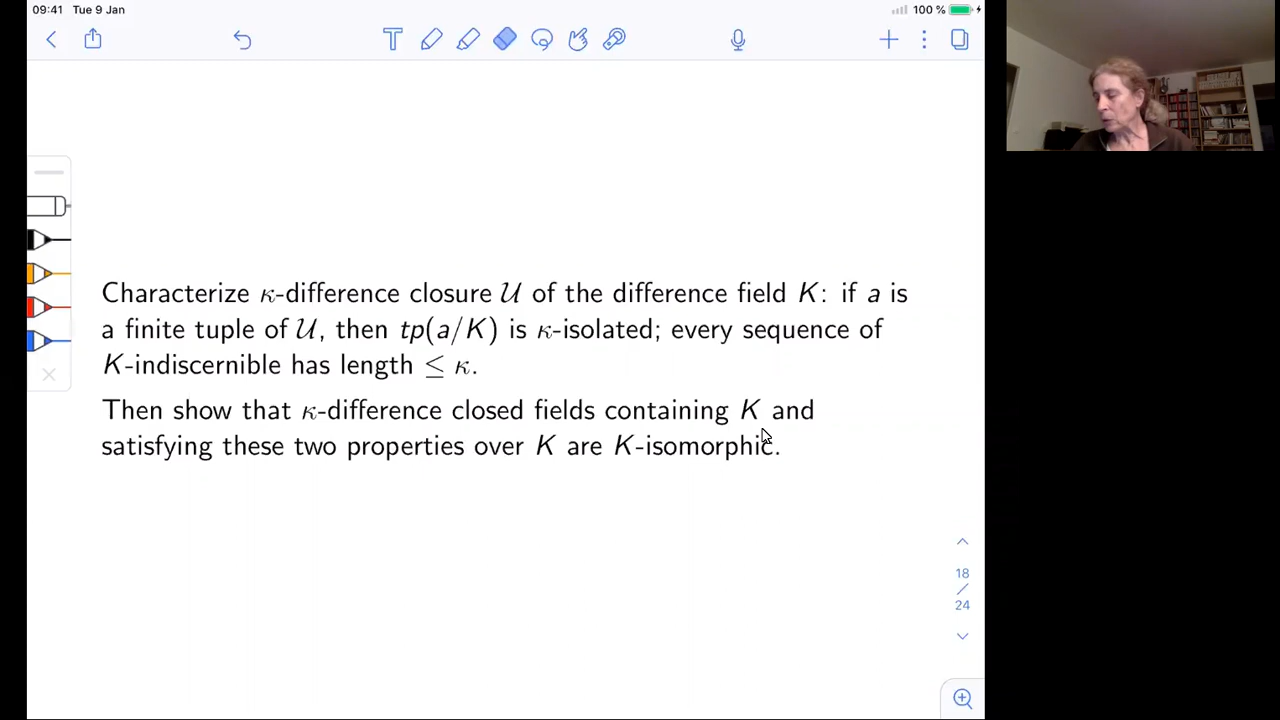 09:41 Tue 9 Jan
100 %
T
Characterize κ-difference closure 𝒰 of the difference field K: if a is
a finite tuple of 𝒰, then tp(a/K) is κ-isolated; every sequence of
K-indiscernible has length ≤ κ.
Then show that κ-difference closed fields containing K and
satisfying these two properties over K are K-isomorphic.
18
/
24